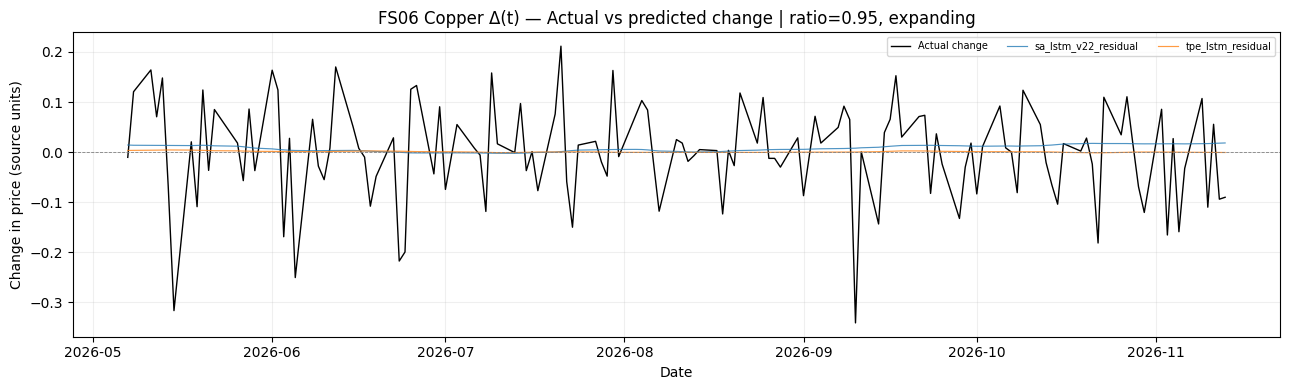 FS06 Copper Δ(t) — Actual vs predicted change | ratio=0.95, expanding
Actual change
sa_lstm_v22_residual
tpe_lstm_residual
Change in price (source units)
0.2
0.1
0.0
−0.1
−0.2
−0.3
2026-05
2026-06
2026-07
2026-08
2026-09
2026-10
2026-11
Date